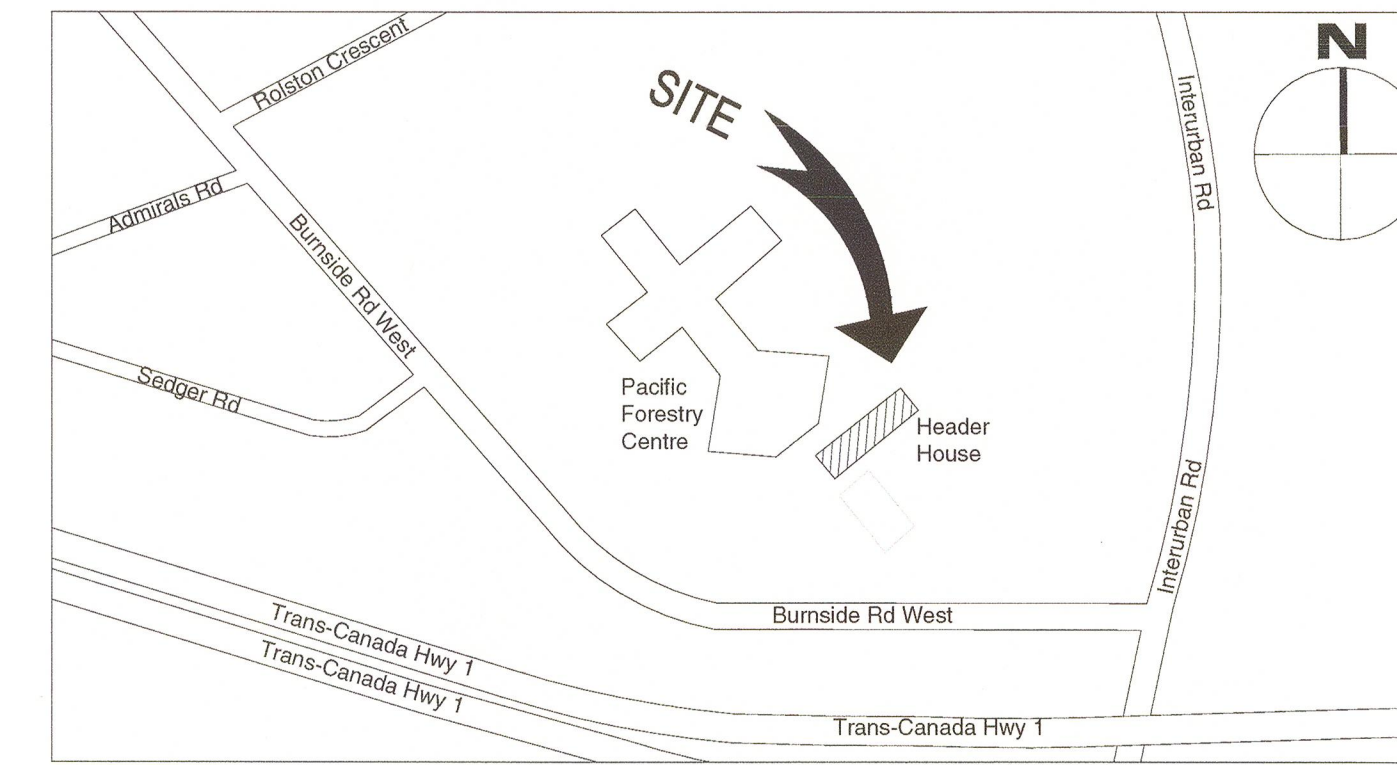 N
Rolston Crescent
SITE
Interurban Rd
Admirals Rd
Burnside Rd West
Sedger Rd
Pacific
Forestry
Centre
Header
House
Interurban Rd
Burnside Rd West
Trans-Canada Hwy 1
Trans-Canada Hwy 1
Trans-Canada Hwy 1